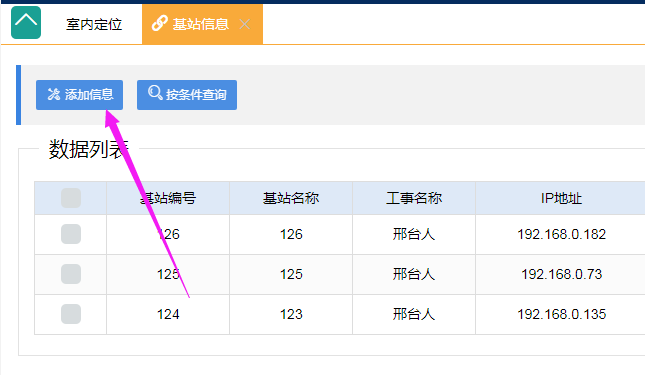 室内定位 基站信息
添加信息 按条件查询
数据列表
基站编号 基站名称 工事名称 IP地址
126 126 邢台人 192.168.0.182
125 125 邢台人 192.168.0.73
124 123 邢台人 192.168.0.135